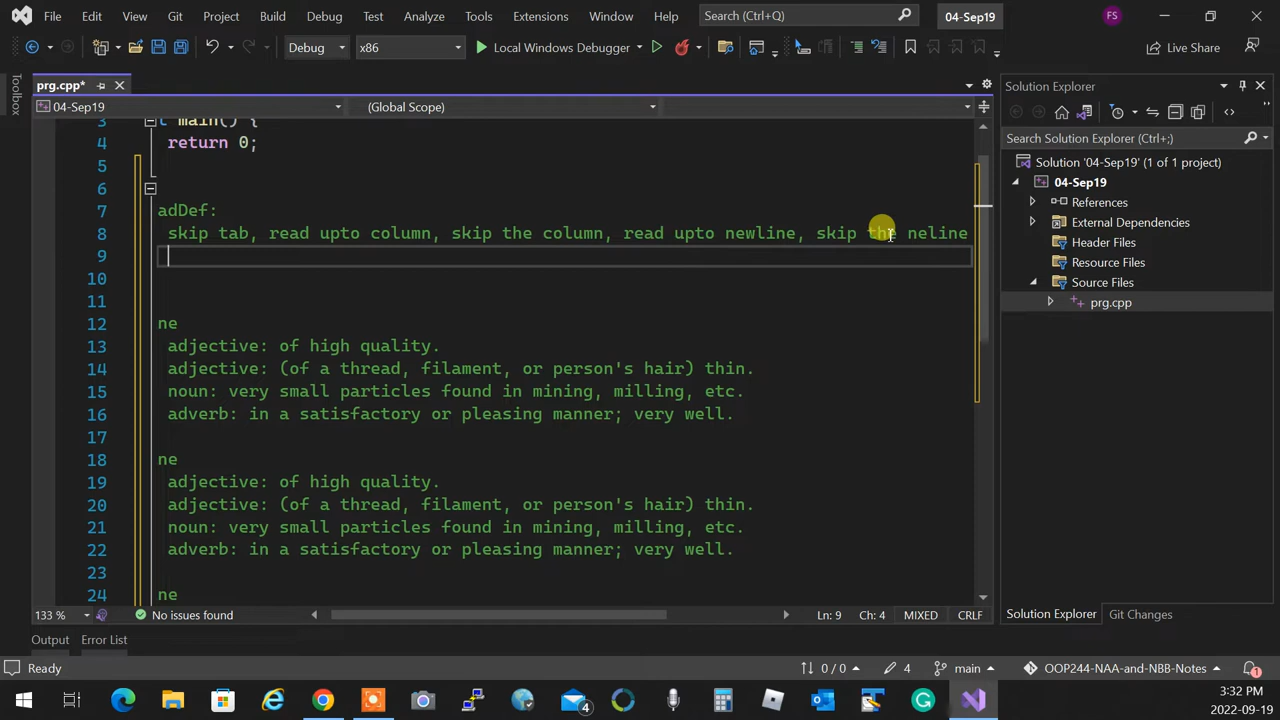 File Edit View Git Project Build Debug Test Analyze Tools Extensions Window Help Search (Ctrl+Q) 04-Sep19 FS
Debug x86 Local Windows Debugger Live Share
Toolbox
prg.cpp*
04-Sep19 (Global Scope)
3 t main() {
4 return 0;
5
6
7 adDef:
8 skip tab, read upto column, skip the column, read upto newline, skip the neline
9
10
11
12 ne
13 adjective: of high quality.
14 adjective: (of a thread, filament, or person's hair) thin.
15 noun: very small particles found in mining, milling, etc.
16 adverb: in a satisfactory or pleasing manner; very well.
17
18 ne
19 adjective: of high quality.
20 adjective: (of a thread, filament, or person's hair) thin.
21 noun: very small particles found in mining, milling, etc.
22 adverb: in a satisfactory or pleasing manner; very well.
23
24 ne
133 % No issues found Ln: 9 Ch: 4 MIXED CRLF
Solution Explorer
Search Solution Explorer (Ctrl+;)
Solution '04-Sep19' (1 of 1 project)
04-Sep19
References
External Dependencies
Header Files
Resource Files
Source Files
prg.cpp
Solution Explorer Git Changes
Output Error List
Ready 0 / 0 4 main OOP244-NAA-and-NBB-Notes 1
4
3:32 PM
2022-09-19